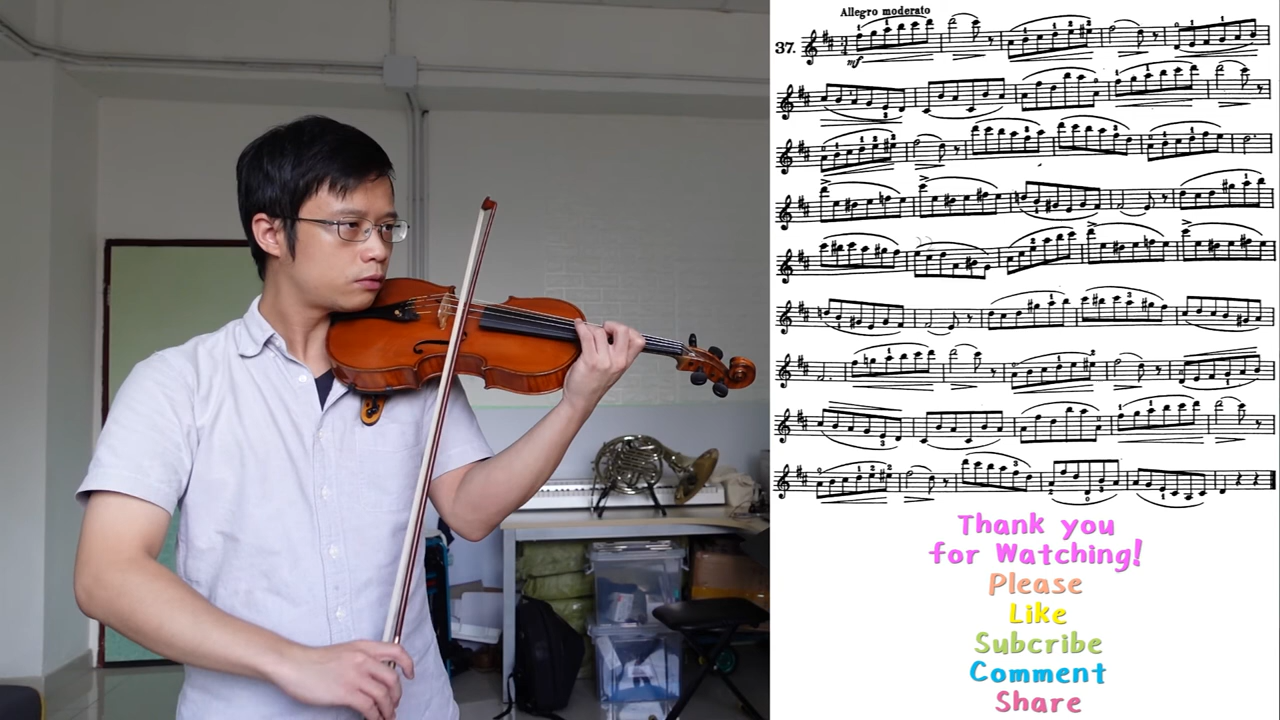 Allegro moderato
37.
mf
Thank you
for Watching!
Please
Like
Subcribe
Comment
Share